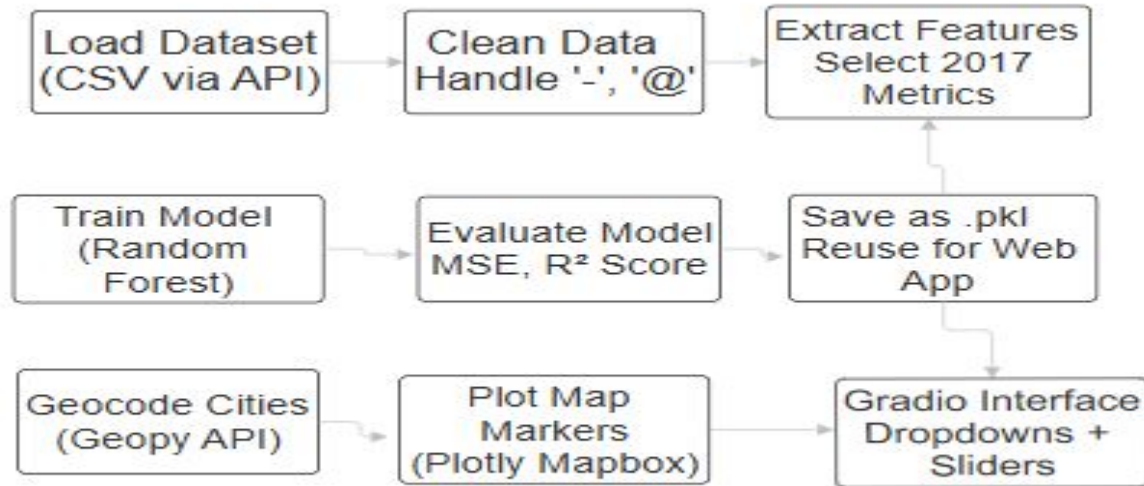 Load Dataset
(CSV via API)
Clean Data
Handle '-', '@'
Extract Features
Select 2017
Metrics
Train Model
(Random
Forest)
Evaluate Model
MSE, R² Score
Save as .pkl
Reuse for Web
App
Geocode Cities
(Geopy API)
Plot Map
Markers
(Plotly Mapbox)
Gradio Interface
Dropdowns +
Sliders